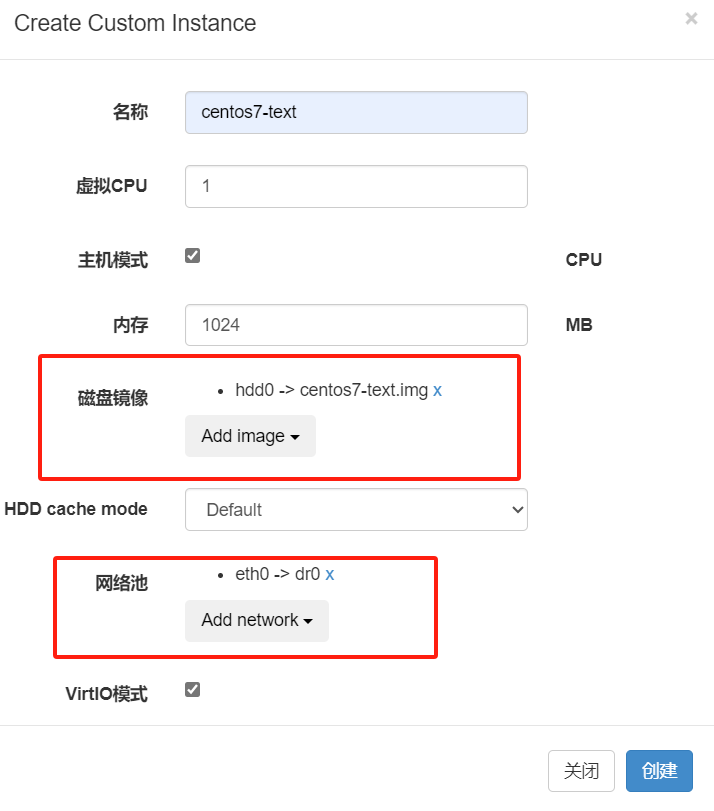 Create Custom Instance ×
名称 centos7-text
虚拟CPU 1
主机模式 CPU
内存 1024 MB
磁盘镜像 hdd0 -> centos7-text.img x
Add image
HDD cache mode Default
网络池 eth0 -> dr0 x
Add network
VirtIO模式
关闭 创建